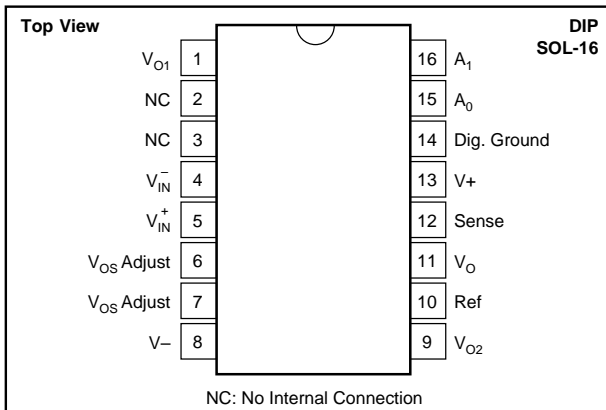 Top View
DIP
SOL-16
V_O1 1
NC 2
NC 3
V_IN^– 4
V_IN^+ 5
V_OS Adjust 6
V_OS Adjust 7
V– 8
16 A_1
15 A_0
14 Dig. Ground
13 V+
12 Sense
11 V_O
10 Ref
9 V_O2
NC: No Internal Connection